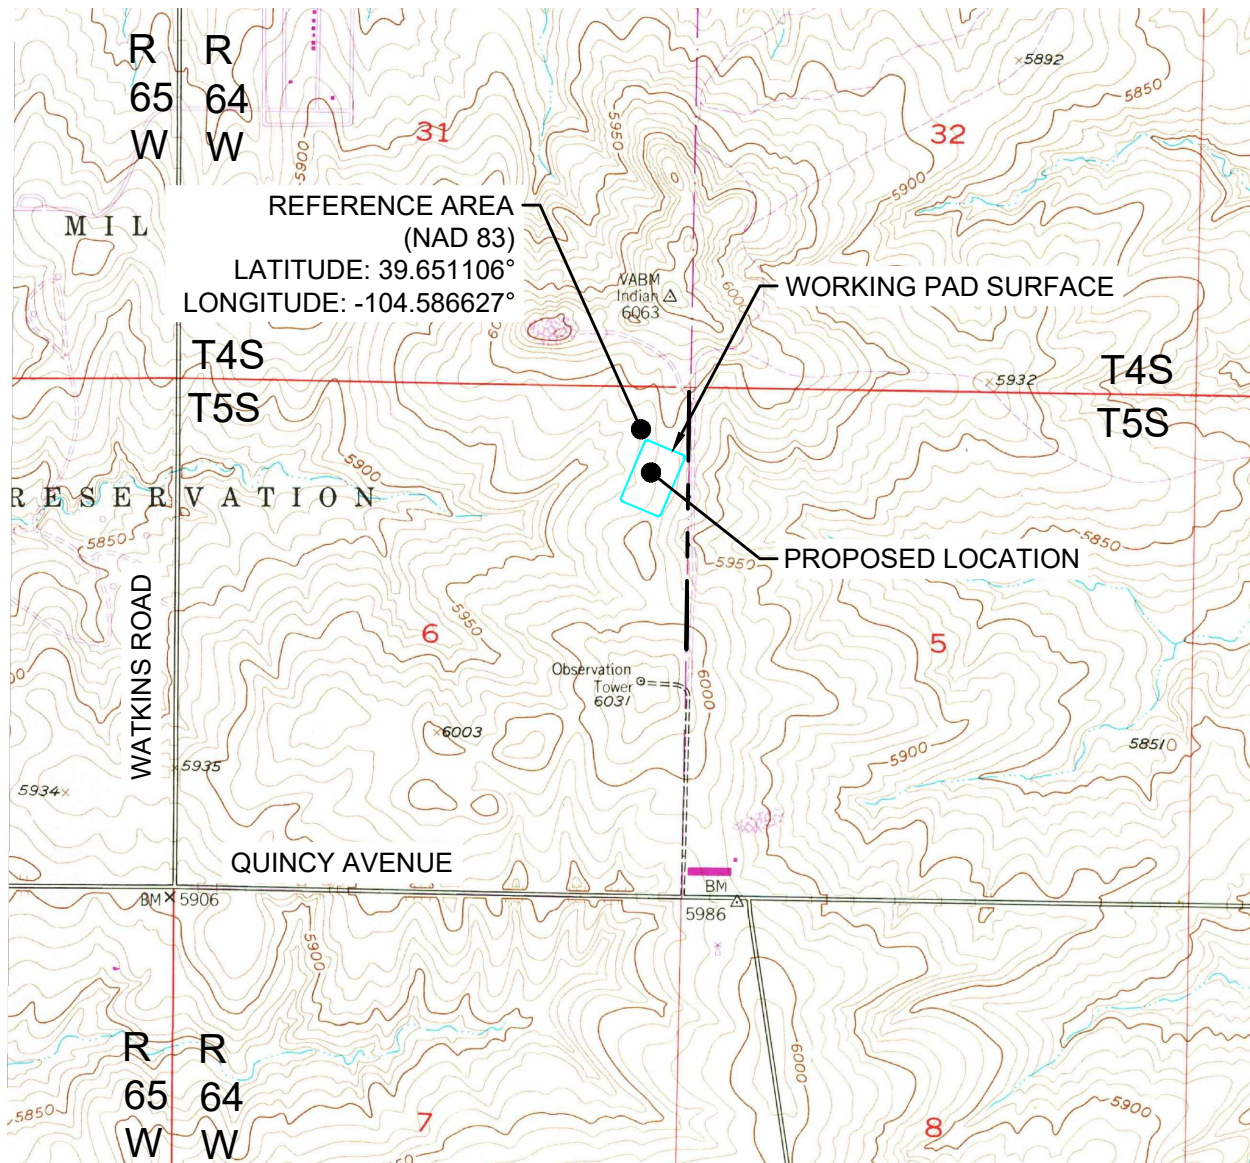 R R
65 64
W W
31
32
5892
5850
5950
5900
5900
MIL
REFERENCE AREA
(NAD 83)
LATITUDE: 39.651106°
LONGITUDE: -104.586627°
VABM
Indian
6063
6000
WORKING PAD SURFACE
T4S
T4S
5932
T5S
T5S
5900
RESERVATION
5850
5850
5950
PROPOSED LOCATION
WATKINS ROAD
5950
6
5
Observation
Tower
6031
6000
6003
5851
5900
5935
5934
QUINCY AVENUE
BM 5906
BM
5986
5900
R R
65 64
W W
6000
5850
5900
7
8